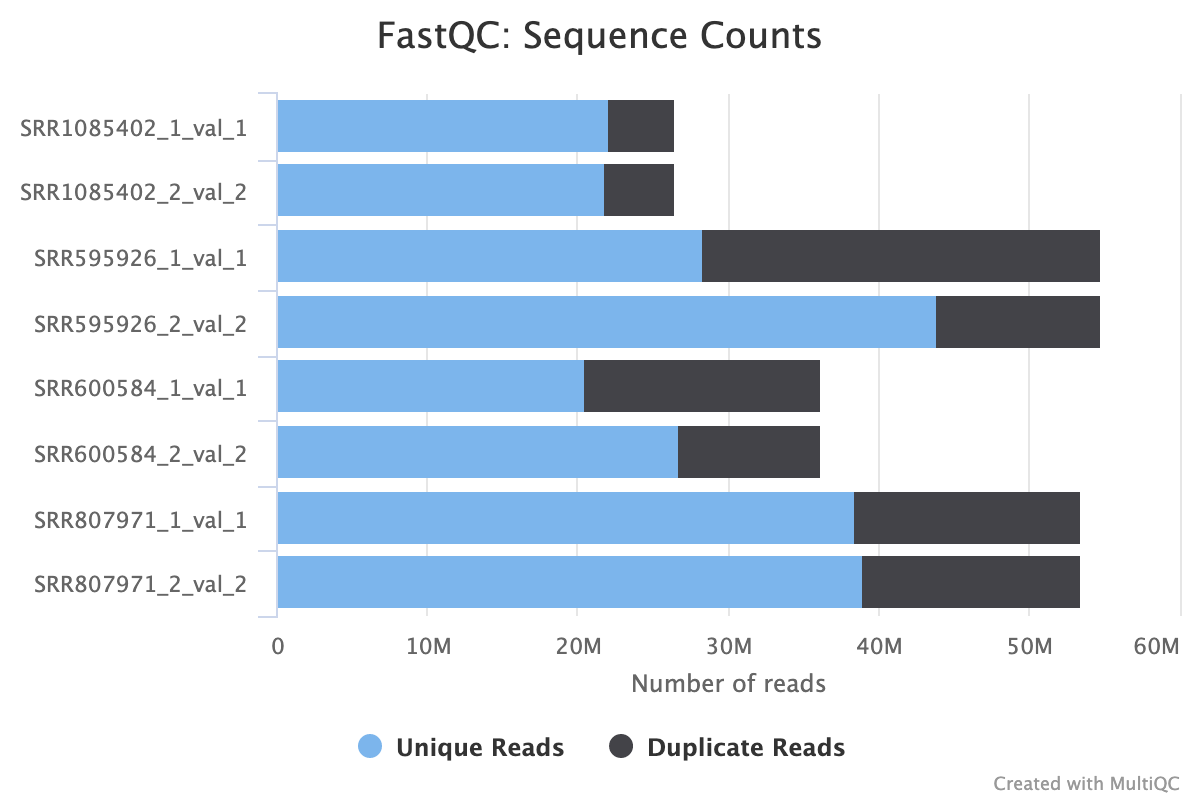 FastQC: Sequence Counts
SRR1085402_1_val_1
SRR1085402_2_val_2
SRR595926_1_val_1
SRR595926_2_val_2
SRR600584_1_val_1
SRR600584_2_val_2
SRR807971_1_val_1
SRR807971_2_val_2
0 10M 20M 30M 40M 50M 60M
Number of reads
Unique Reads Duplicate Reads
Created with MultiQC